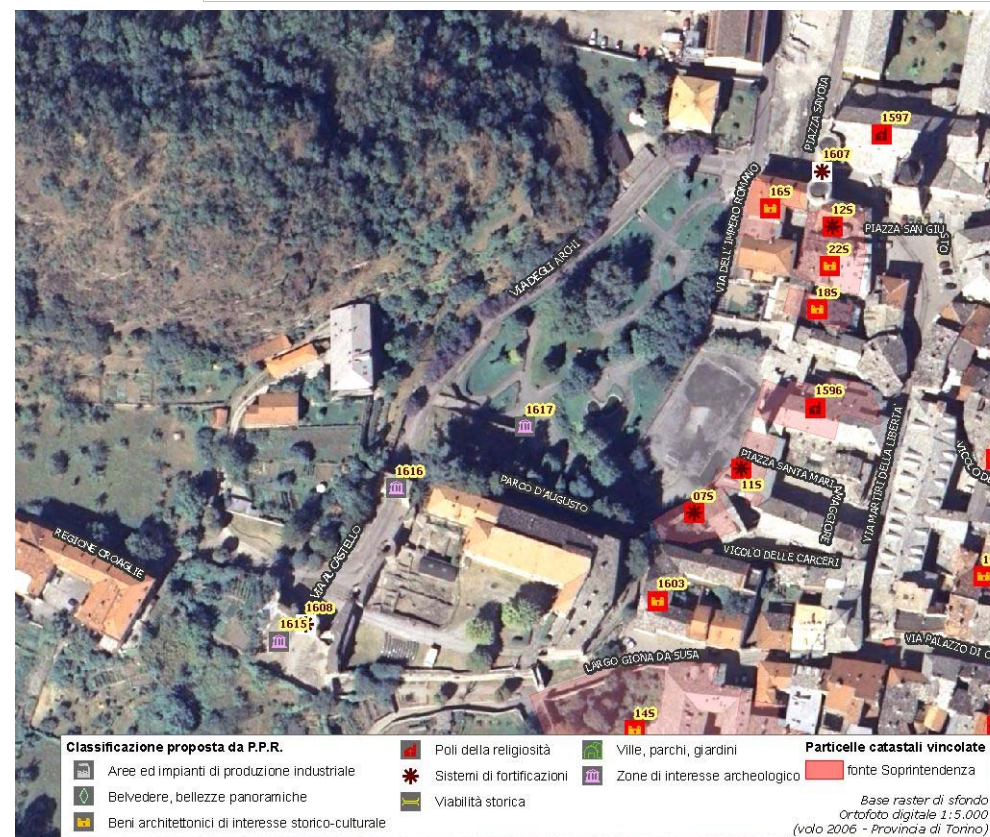 1597
PIAZZA SAVOIA
1607
16S
12S
PIAZZA SAN GIU
STO
VIA DELL' IMPERO ROMANO
22S
VIA DEGLI ARCHI
18S
1617
1596
1616
PIAZZA SANTA MARI
A MAGGIORE
VIA MARTIRI DELLA LIBERTA'
11S
PARCO D'AUGUSTO
07S
REGIONE CROAGLIE
VICOLO DELLE CARCERI
VIA AL CASTELLO
1603
1608
1615
VIA PALAZZO DI C
LARGO GIONA DA SUSA
14S
Classificazione proposta da P.P.R.
Aree ed impianti di produzione industriale
Belvedere, bellezze panoramiche
Beni architettonici di interesse storico-culturale
Poli della religiosità
Sistemi di fortificazioni
Viabilità storica
Ville, parchi, giardini
Zone di interesse archeologico
Particelle catastali vincolate
fonte Soprintendenza
Base raster di sfondo
Ortofoto digitale 1:5.000
(volo 2006 - Provincia di Torino)